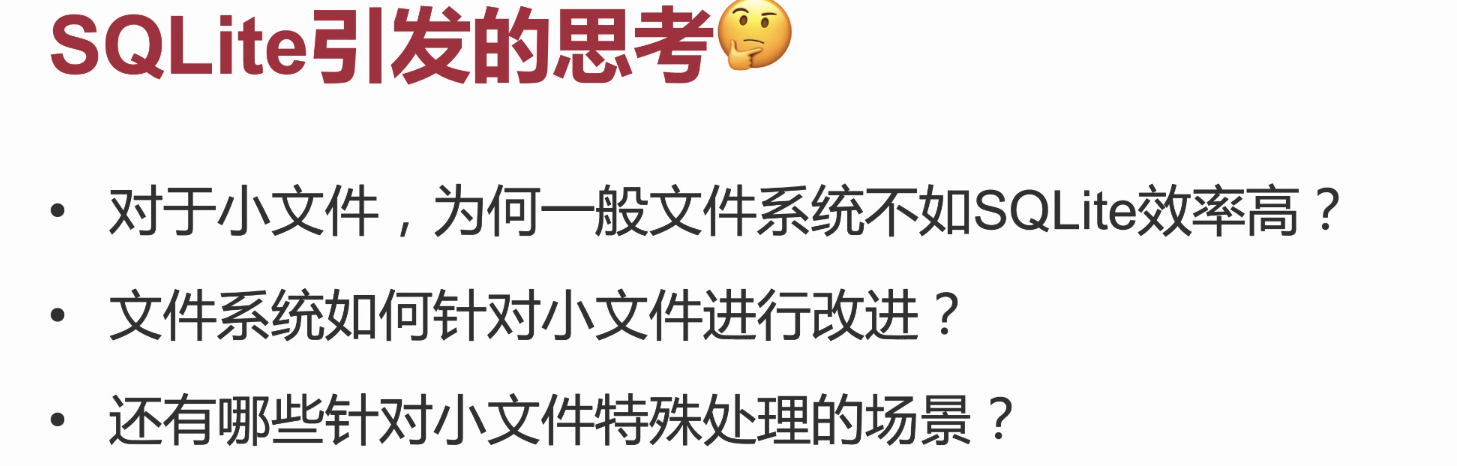 SQLite引发的思考🤔
• 对于小文件，为何一般文件系统不如SQLite效率高？
• 文件系统如何针对小文件进行改进？
• 还有哪些针对小文件特殊处理的场景？